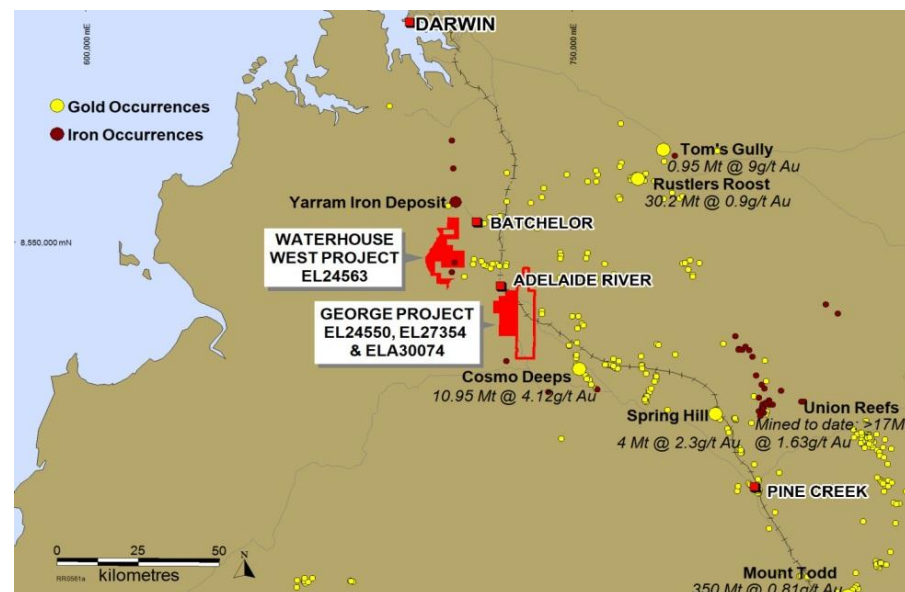 DARWIN
600,000 mE
750,000 mE
Gold Occurrences
Iron Occurrences
Tom's Gully
0.95 Mt @ 9g/t Au
Rustlers Roost
30.2 Mt @ 0.9g/t Au
Yarram Iron Deposit
BATCHELOR
8,550,000 mN
WATERHOUSE
WEST PROJECT
EL24563
ADELAIDE RIVER
GEORGE PROJECT
EL24550, EL27354
& ELA30074
Cosmo Deeps
10.95 Mt @ 4.12g/t Au
Union Reefs
Mined to date: >17M
@ 1.63g/t Au
Spring Hill
4 Mt @ 2.3g/t Au
PINE CREEK
0 25 50
kilometres
N
RR0561a
Mount Todd
350 Mt @ 0.81g/t Au